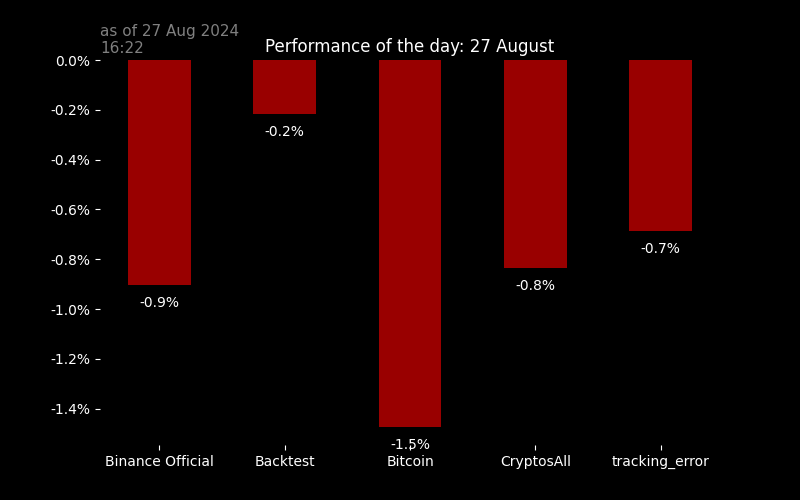 as of 27 Aug 2024
16:22
Performance of the day: 27 August
0.0%
-0.2%
-0.4%
-0.6%
-0.8%
-1.0%
-1.2%
-1.4%
-0.9%
-0.2%
-1.5%
-0.8%
-0.7%
Binance Official
Backtest
Bitcoin
CryptosAll
tracking_error